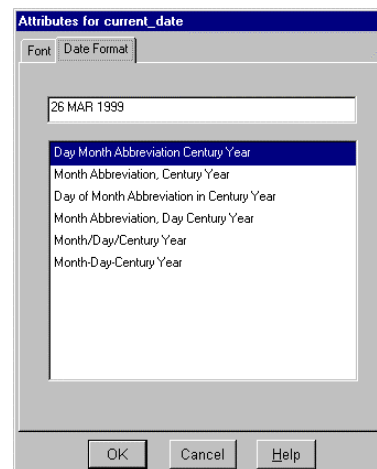 Attributes for current_date
Font Date Format
26 MAR 1999
Day Month Abbreviation Century Year
Month Abbreviation, Century Year
Day of Month Abbreviation in Century Year
Month Abbreviation, Day Century Year
Month/Day/Century Year
Month-Day-Century Year
OK Cancel Help